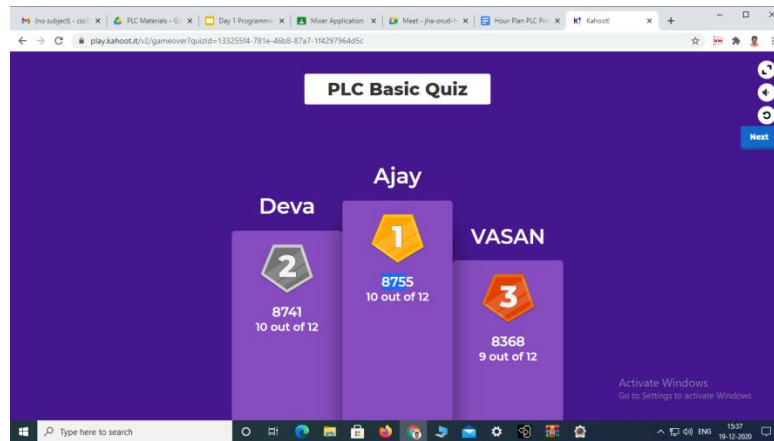 (no subject) - css
PLC Materials - Go
Day 1 Programme
Mixer Application
Meet - jhe-orud-
Hour Plan PLC Pro
Kahoot!
play.kahoot.it/v2/gameover?quizId=133255f4-781e-46b8-87a7-1f4297964d5c
PLC Basic Quiz
Next
Ajay
Deva
VASAN
1
2
3
8755
10 out of 12
8741
10 out of 12
8368
9 out of 12
Activate Windows
Go to Settings to activate Windows.
Type here to search
ENG
15:37
19-12-2020